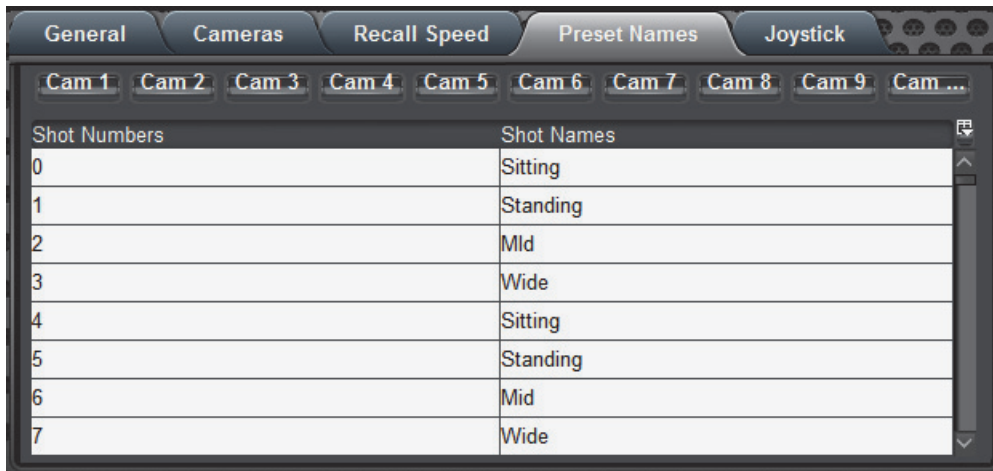 General Cameras Recall Speed Preset Names Joystick
Cam 1 Cam 2 Cam 3 Cam 4 Cam 5 Cam 6 Cam 7 Cam 8 Cam 9 Cam ...
Shot Numbers Shot Names
0 Sitting
1 Standing
2 MId
3 Wide
4 Sitting
5 Standing
6 Mid
7 Wide